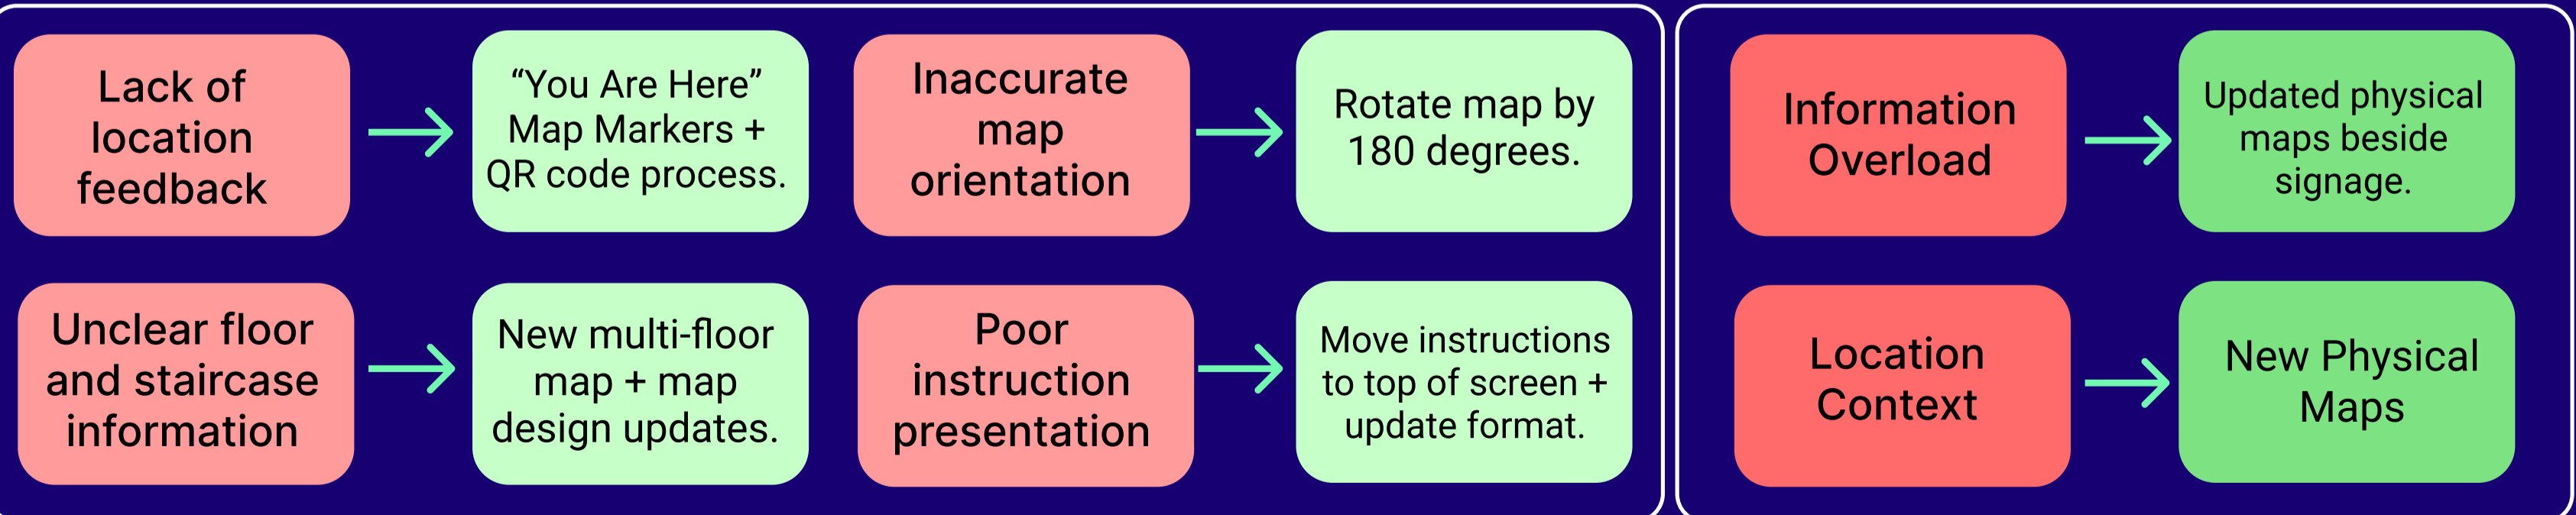 Lack of
location
feedback
“You Are Here”
Map Markers +
QR code process.
Inaccurate
map
orientation
Rotate map by
180 degrees.
Unclear floor
and staircase
information
New multi-floor
map + map
design updates.
Poor
instruction
presentation
Move instructions
to top of screen +
update format.
Information
Overload
Updated physical
maps beside
signage.
Location
Context
New Physical
Maps